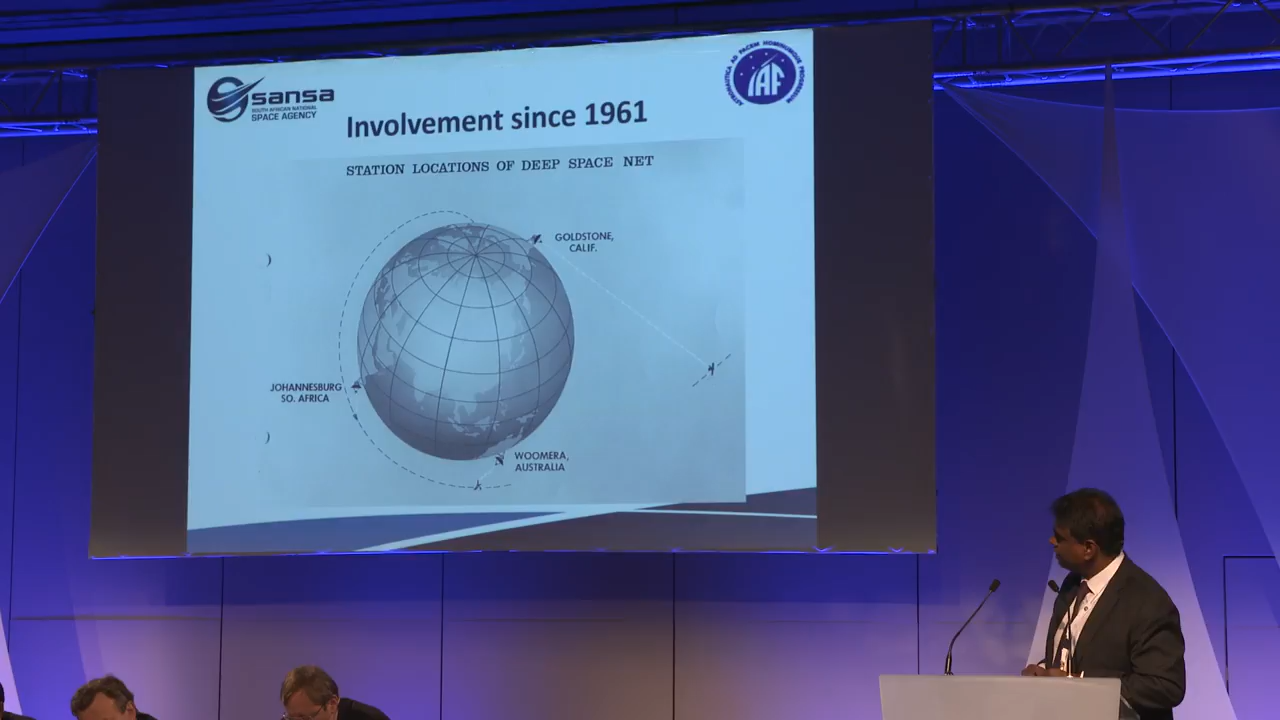 sansa
SOUTH AFRICAN NATIONAL
SPACE AGENCY
IAF
Involvement since 1961
STATION LOCATIONS OF DEEP SPACE NET
GOLDSTONE,
CALIF.
JOHANNESBURG
SO. AFRICA
WOOMERA,
AUSTRALIA